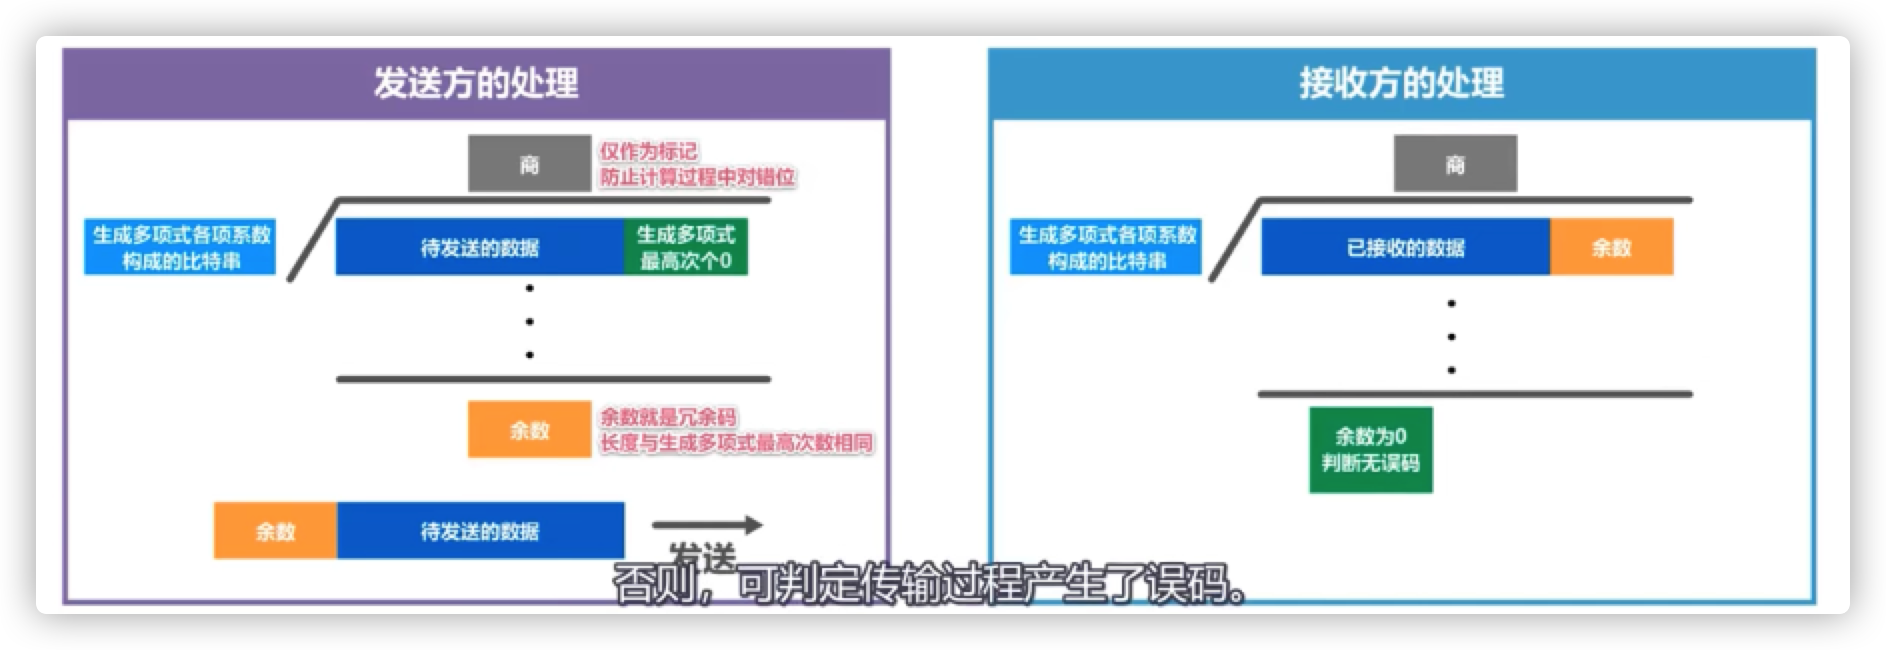 发送方的处理
商
仅作为标记
防止计算过程中对错位
生成多项式各项系数
构成的比特串
待发送的数据
生成多项式
最高次个0
余数
余数就是冗余码
长度与生成多项式最高次数相同
余数
待发送的数据
发送
接收方的处理
商
生成多项式各项系数
构成的比特串
已接收的数据
余数
余数为0
判断无误码
否则，可判定传输过程产生了误码。